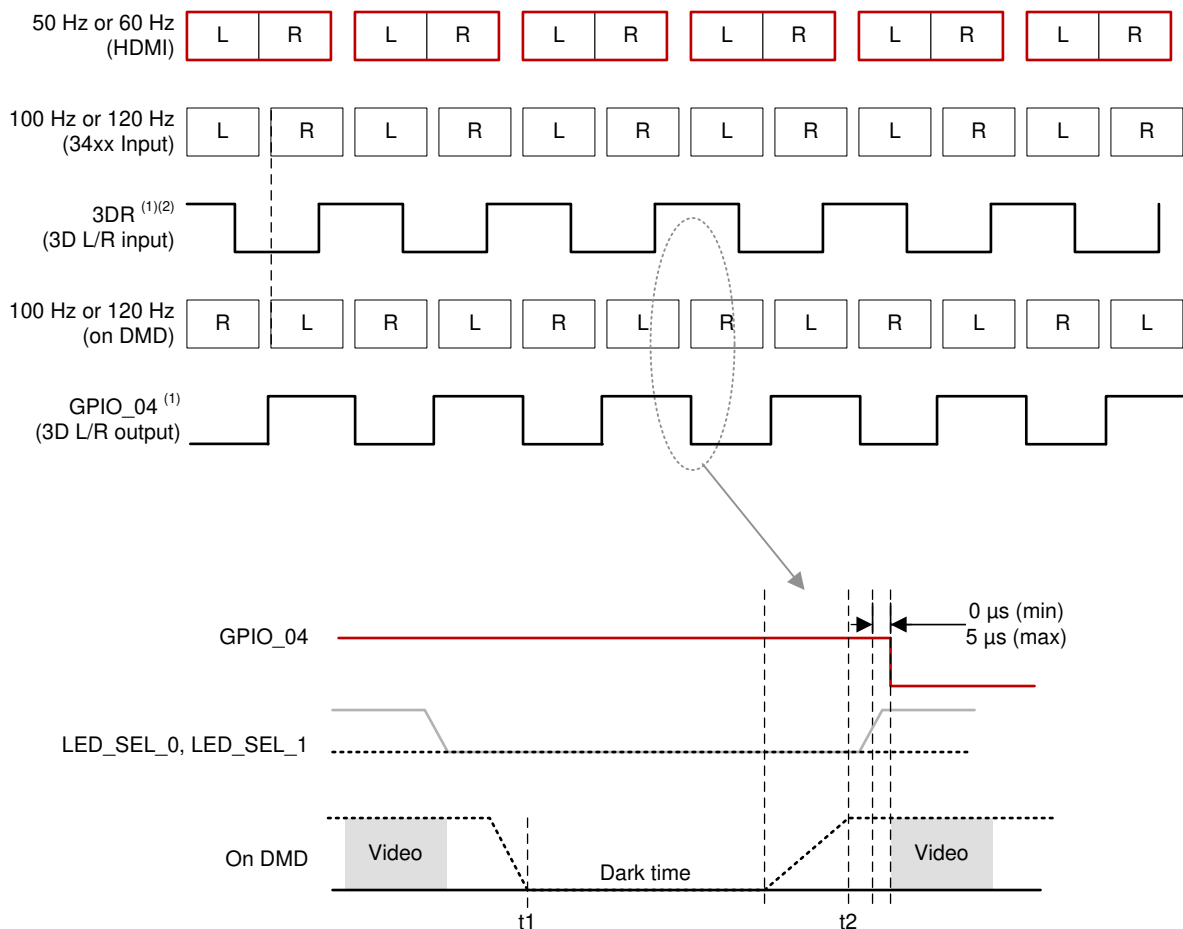 50 Hz or 60 Hz
(HDMI)
L R L R L R L R L R L R
100 Hz or 120 Hz
(34xx Input)
L R L R L R L R L R L R
3DR (1)(2)
(3D L/R input)
100 Hz or 120 Hz
(on DMD)
R L R L R L R L R L R L
GPIO_04 (1)
(3D L/R output)
0 µs (min)
5 µs (max)
GPIO_04
LED_SEL_0, LED_SEL_1
On DMD
Video
Dark time
Video
t1
t2